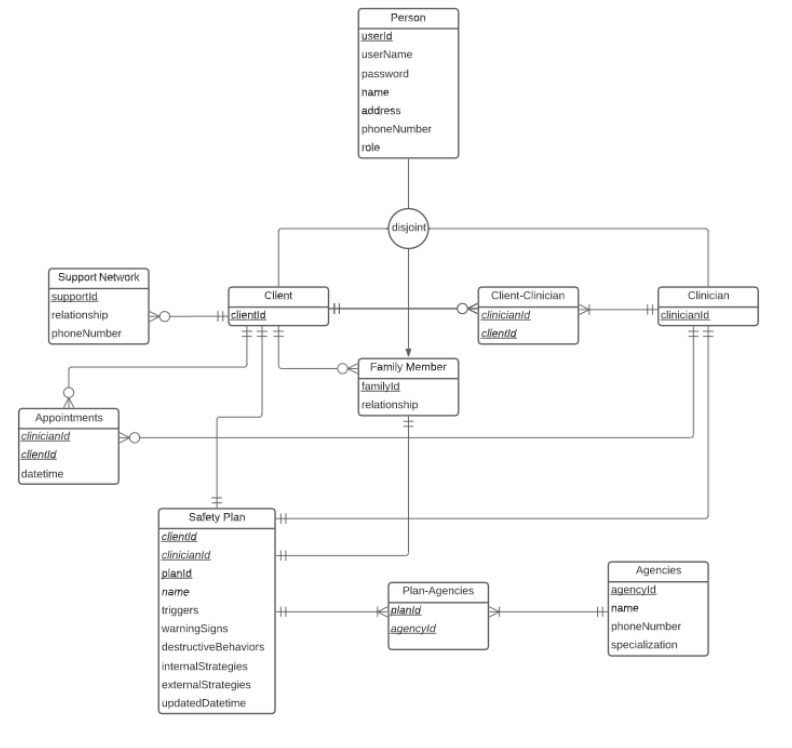 Person
userId
userName
password
name
address
phoneNumber
role
disjoint
Support Network
supportId
relationship
phoneNumber
Client
clientId
Client-Clinician
clinicianId
clientId
Clinician
clinicianId
Family Member
familyId
relationship
Appointments
clinicianId
clientId
datetime
Safety Plan
clientId
clinicianId
planId
name
triggers
warningSigns
destructiveBehaviors
internalStrategies
externalStrategies
updatedDatetime
Plan-Agencies
planId
agencyId
Agencies
agencyId
name
phoneNumber
specialization